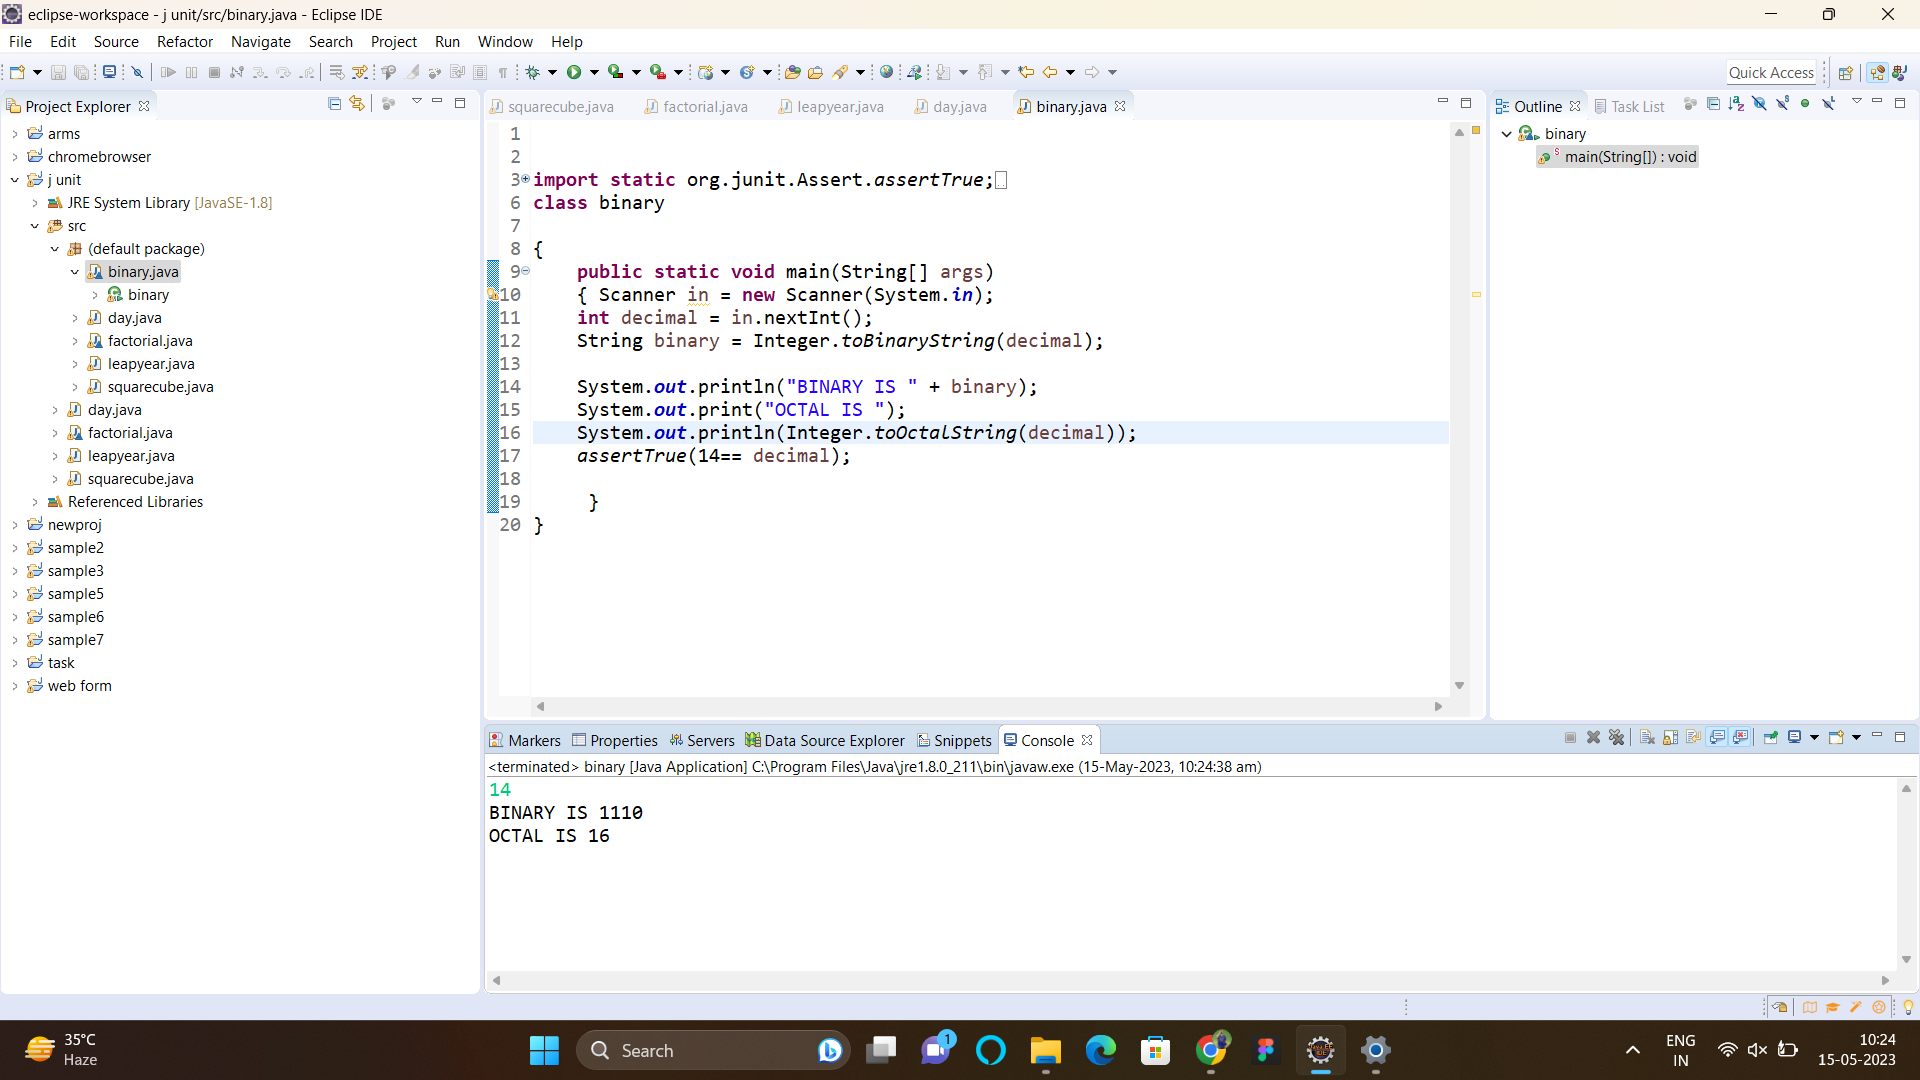 eclipse-workspace - j unit/src/binary.java - Eclipse IDE
File Edit Source Refactor Navigate Search Project Run Window Help
Quick Access
Project Explorer
arms
chromebrowser
j unit
JRE System Library [JavaSE-1.8]
src
(default package)
binary.java
binary
day.java
factorial.java
leapyear.java
squarecube.java
day.java
factorial.java
leapyear.java
squarecube.java
Referenced Libraries
newproj
sample2
sample3
sample5
sample6
sample7
task
web form
squarecube.java factorial.java leapyear.java day.java binary.java
1
2
3 import static org.junit.Assert.assertTrue;
6 class binary
7
8 {
9 public static void main(String[] args)
10 { Scanner in = new Scanner(System.in);
11 int decimal = in.nextInt();
12 String binary = Integer.toBinaryString(decimal);
13
14 System.out.println("BINARY IS " + binary);
15 System.out.print("OCTAL IS ");
16 System.out.println(Integer.toOctalString(decimal));
17 assertTrue(14== decimal);
18
19 }
20 }
Outline Task List
binary
main(String[]) : void
Markers Properties Servers Data Source Explorer Snippets Console
<terminated> binary [Java Application] C:\Program Files\Java\jre1.8.0_211\bin\javaw.exe (15-May-2023, 10:24:38 am)
14
BINARY IS 1110
OCTAL IS 16
35°C
Haze
Search
1
ENG
IN
10:24
15-05-2023